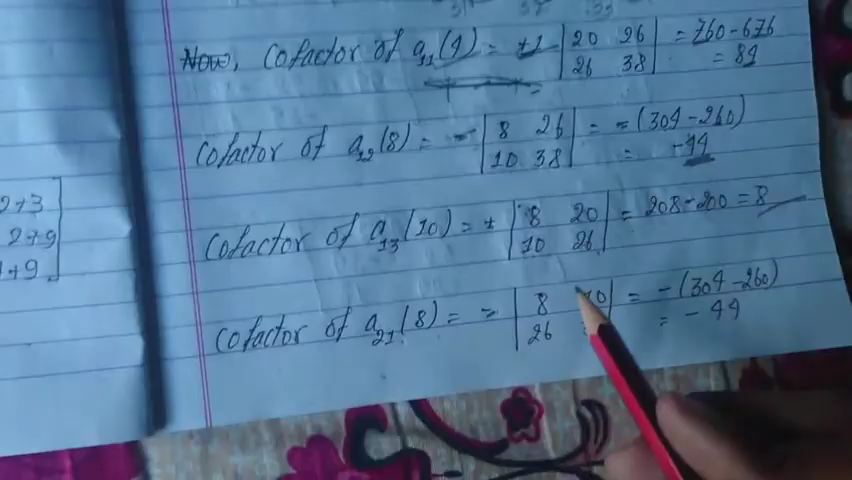 Now, Cofactor of a₁₁(4) = +1 |20 26| = 760-676
|26 38| = 84
Cofactor of a₁₂(8) = - |8 26| = -(304-260)
|10 38| = -44
Cofactor of a₁₃(10) = + |8 20| = 208-200=8
|10 26|
Cofactor of a₂₁(8) = - |8 10| = -(304-260)
|26 = -44
2+3
2+9
1+9